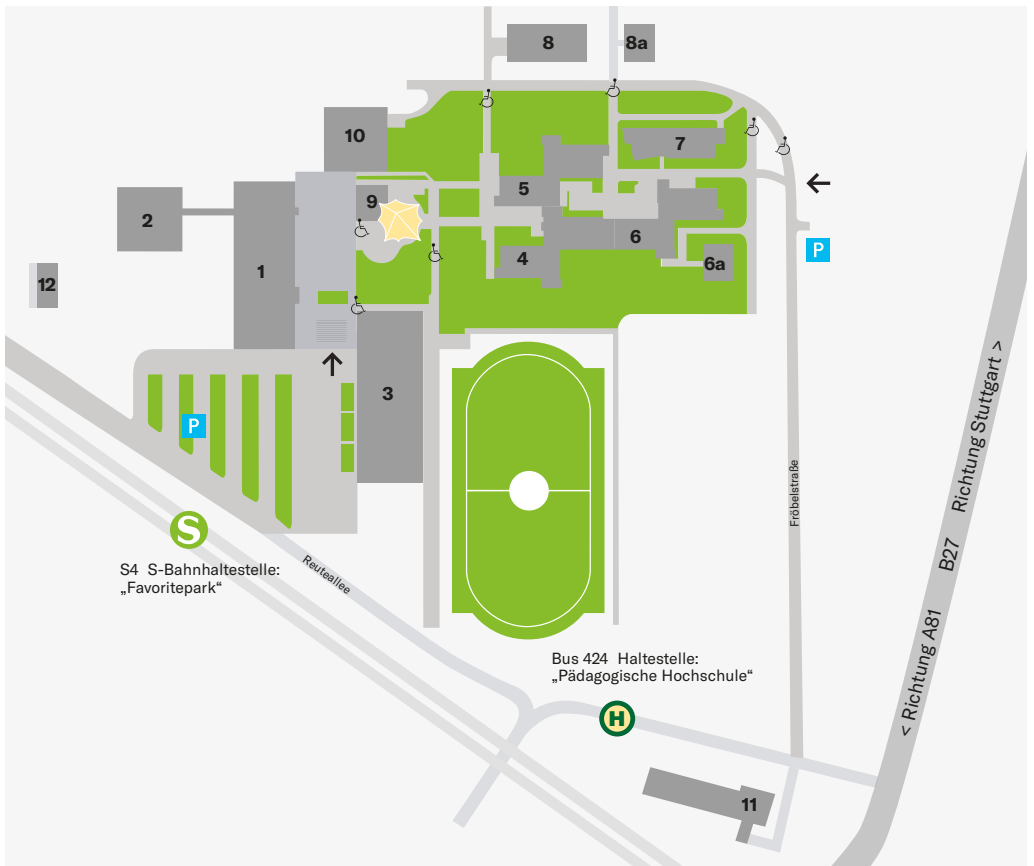 8
8a
10
7
5
2
9
6
4
6a
1
12
P
3
P
Fröbelstraße
< Richtung A81 B27 Richtung Stuttgart >
S
S4 S-Bahnhaltestelle:
„Favoritepark“
Reuteallee
Bus 424 Haltestelle:
„Pädagogische Hochschule“
H
11